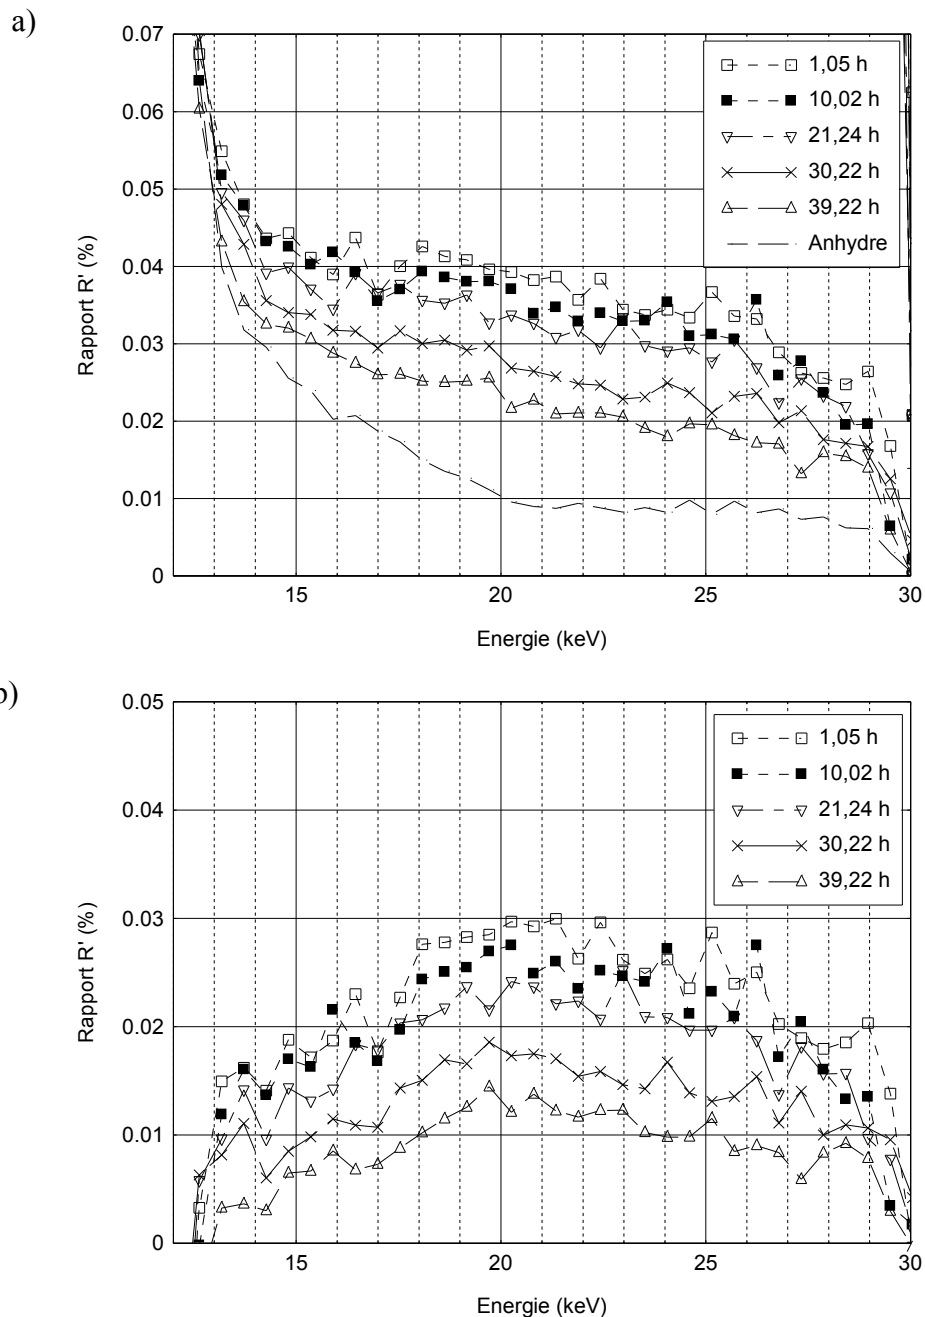 a)
0.07
0.06
0.05
0.04
0.03
0.02
0.01
0
Rapport R' (%)
1,05 h
10,02 h
21,24 h
30,22 h
39,22 h
Anhydre
15
20
25
30
Energie (keV)
b)
0.05
0.04
0.03
0.02
0.01
0
Rapport R' (%)
1,05 h
10,02 h
21,24 h
30,22 h
39,22 h
15
20
25
30
Energie (keV)